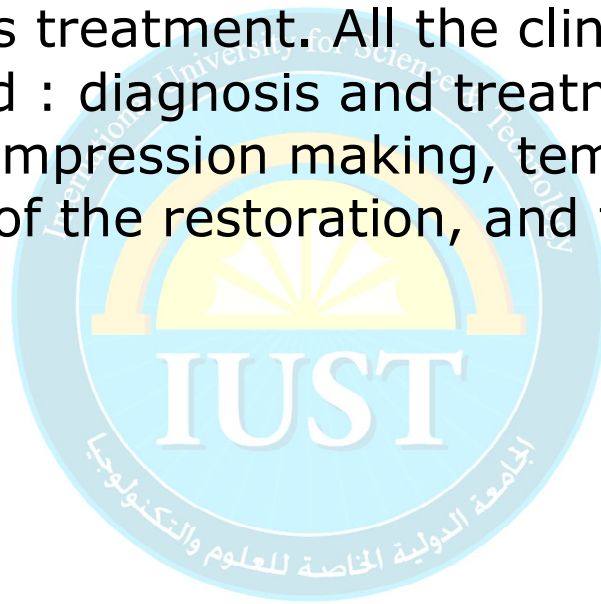 s treatment. All the clin
d : diagnosis and treatn
mpression making, tem
of the restoration, and
International University for Science & Technology
IUST
الجامعة الدولية الخاصة للعلوم والتكنولوجيا